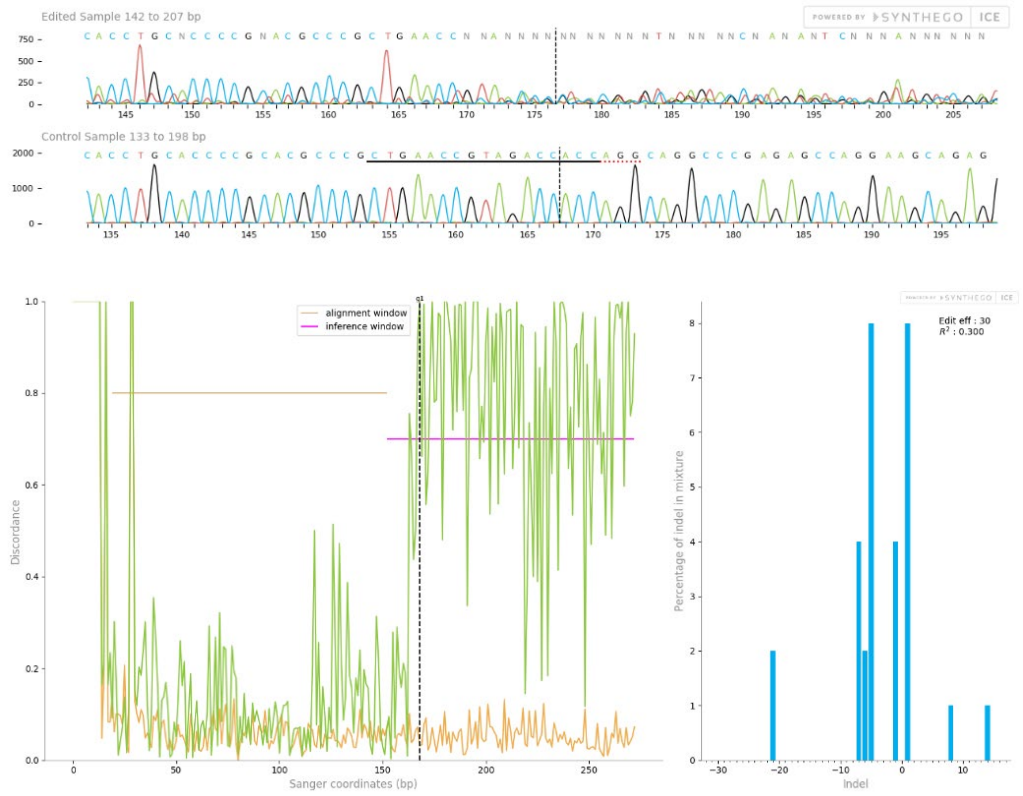 Edited Sample 142 to 207 bp
POWERED BY SYNTHEGO ICE
C A C C T G C N C C C C G N A C G C C C G C T G A A C C N N A N N N N N N N N N N N T N N N N N C N A N A N T C N N N A N N N N N N
750
500
250
0
145 150 155 160 165 170 175 180 185 190 195 200 205
Control Sample 133 to 198 bp
C A C C T G C A C C C C G C A C G C C C G C T G A A C C G T A G A C C A C C A G G C A G G C C C G A G A G C C A G G A A G C A G A G
2000
1000
0
135 140 145 150 155 160 165 170 175 180 185 190 195
g1
alignment window
inference window
Discordance
1.0
0.8
0.6
0.4
0.2
0.0
0 50 100 150 200 250
Sanger coordinates (bp)
POWERED BY SYNTHEGO ICE
Edit eff : 30
R² : 0.300
Percentage of indel in mixture
8
7
6
5
4
3
2
1
0
−30 −20 −10 0 10
Indel